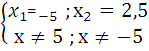 x₁=−5 ; x₂ = 2,5
x ≠ 5 ; x ≠ −5